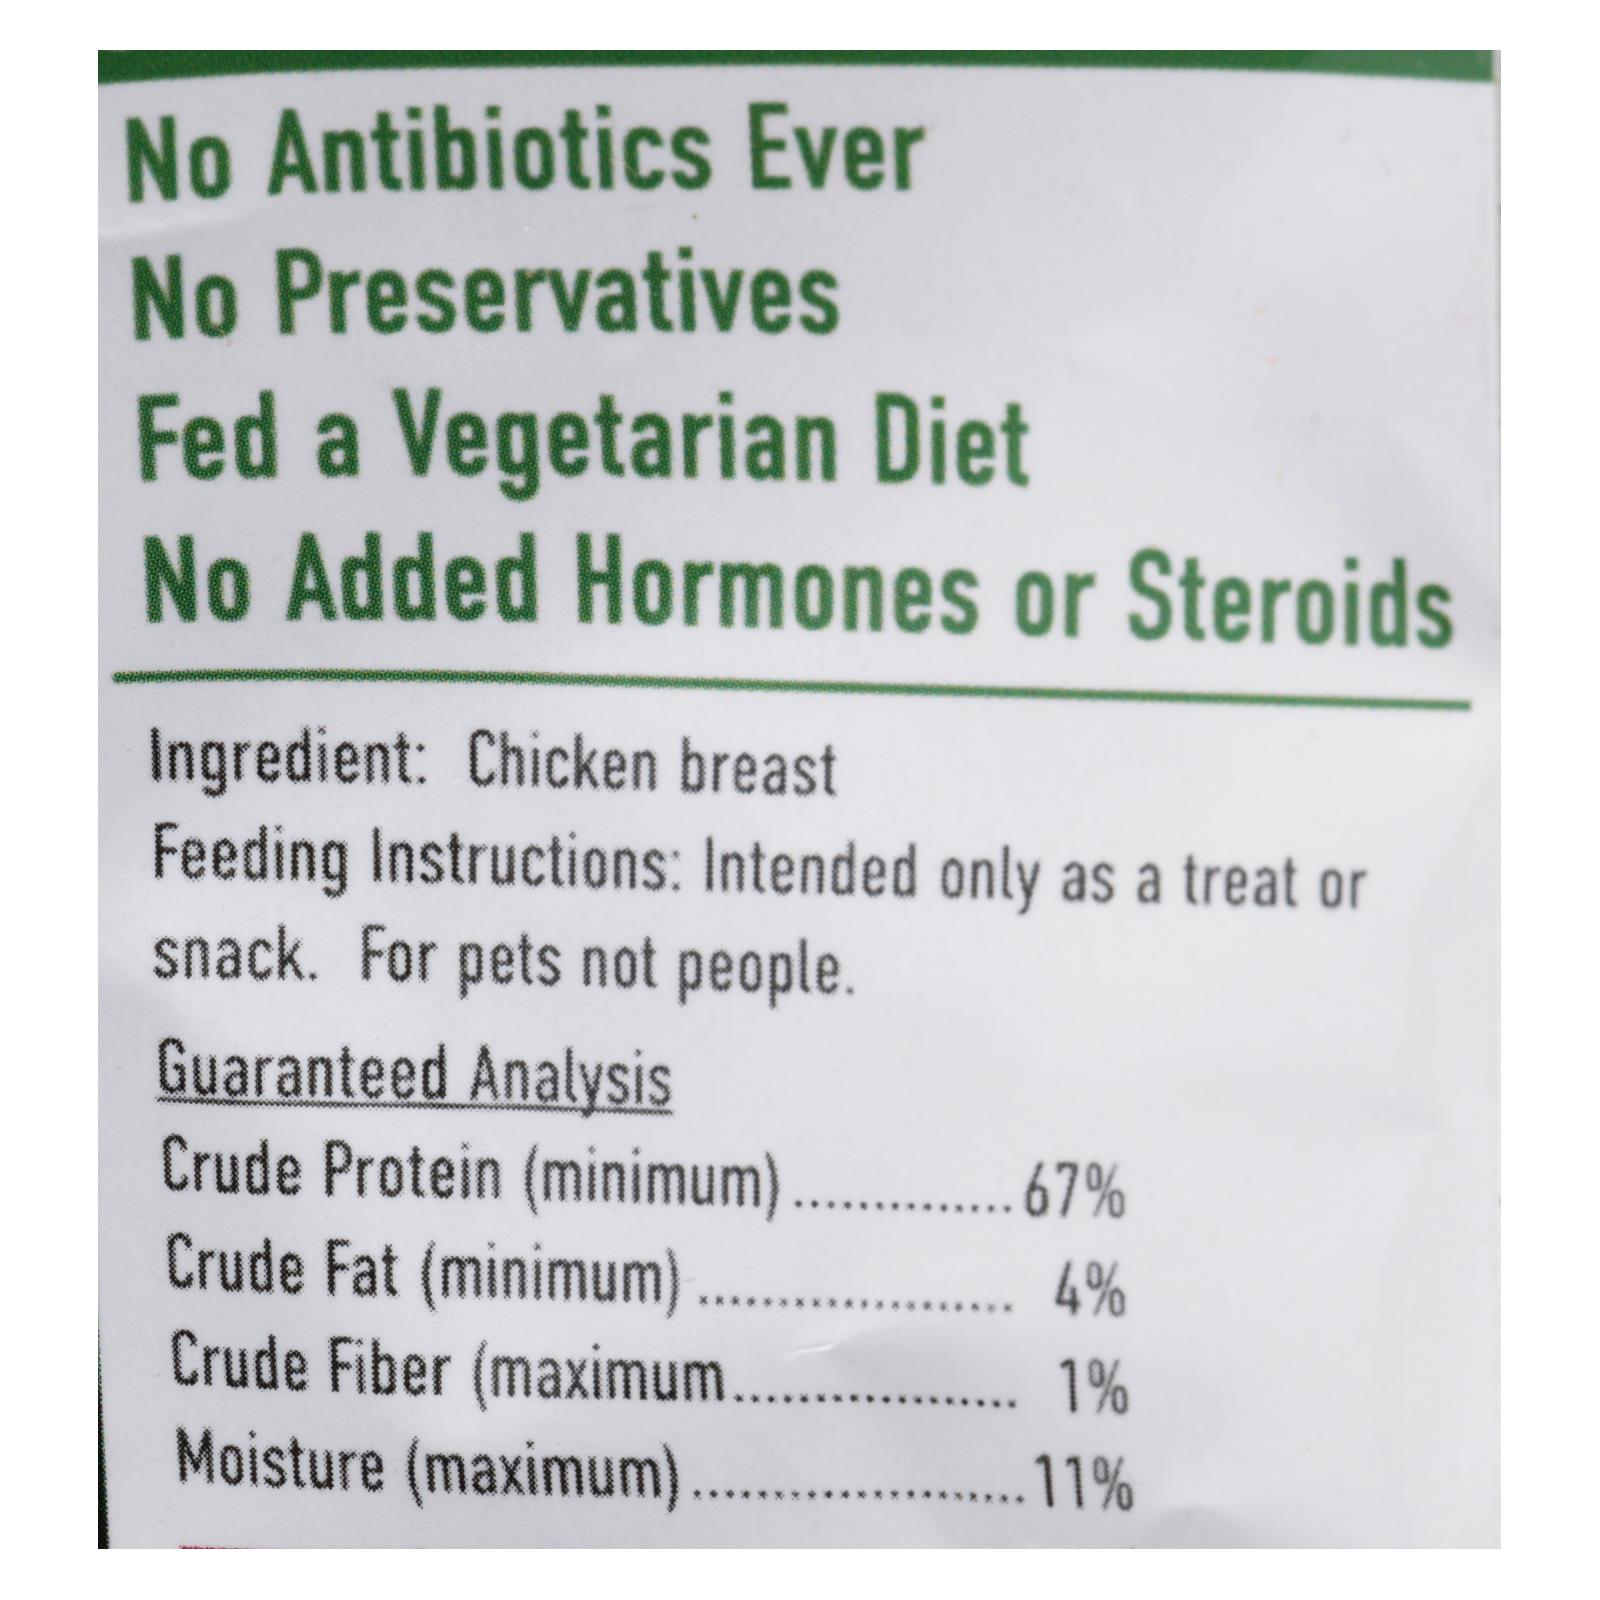 No Antibiotics Ever
No Preservatives
Fed a Vegetarian Diet
No Added Hormones or Steroids
Ingredient: Chicken breast
Feeding Instructions: Intended only as a treat or
snack. For pets not people.
Guaranteed Analysis
Crude Protein (minimum) .............. 67%
Crude Fat (minimum) .................... 4%
Crude Fiber (maximum.................. 1%
Moisture (maximum) ..................... 11%